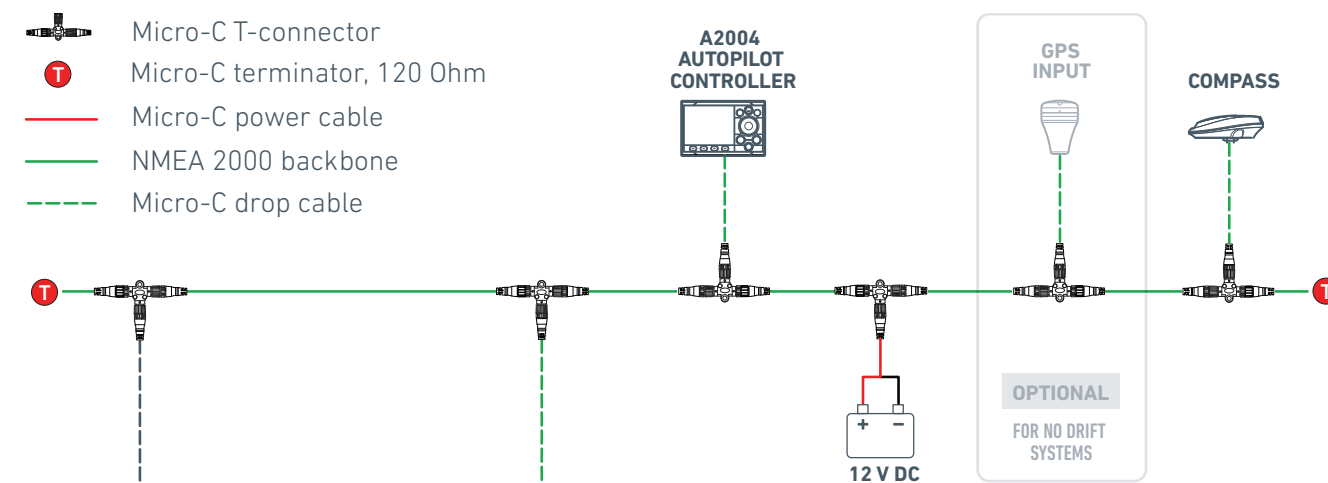 Micro-C T-connector
T
Micro-C terminator, 120 Ohm
Micro-C power cable
NMEA 2000 backbone
Micro-C drop cable
A2004
AUTOPILOT
CONTROLLER
GPS
INPUT
COMPASS
T
T
+ −
12 V DC
OPTIONAL
FOR NO DRIFT
SYSTEMS